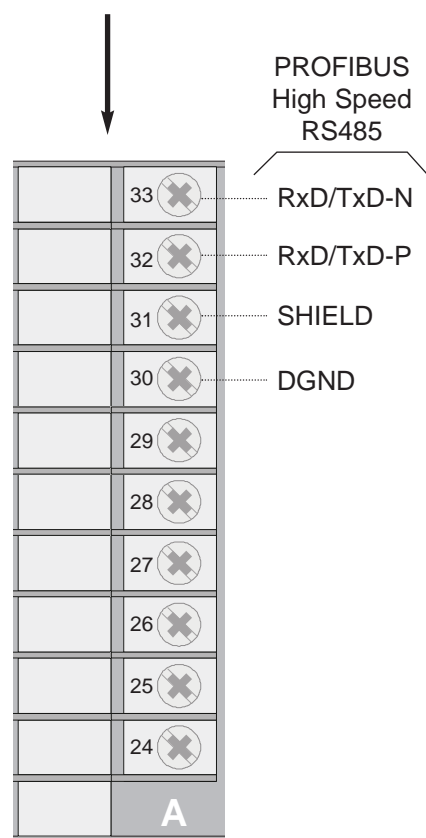 PROFIBUS
High Speed
RS485
33 RxD/TxD-N
32 RxD/TxD-P
31 SHIELD
30 DGND
29
28
27
26
25
24
A